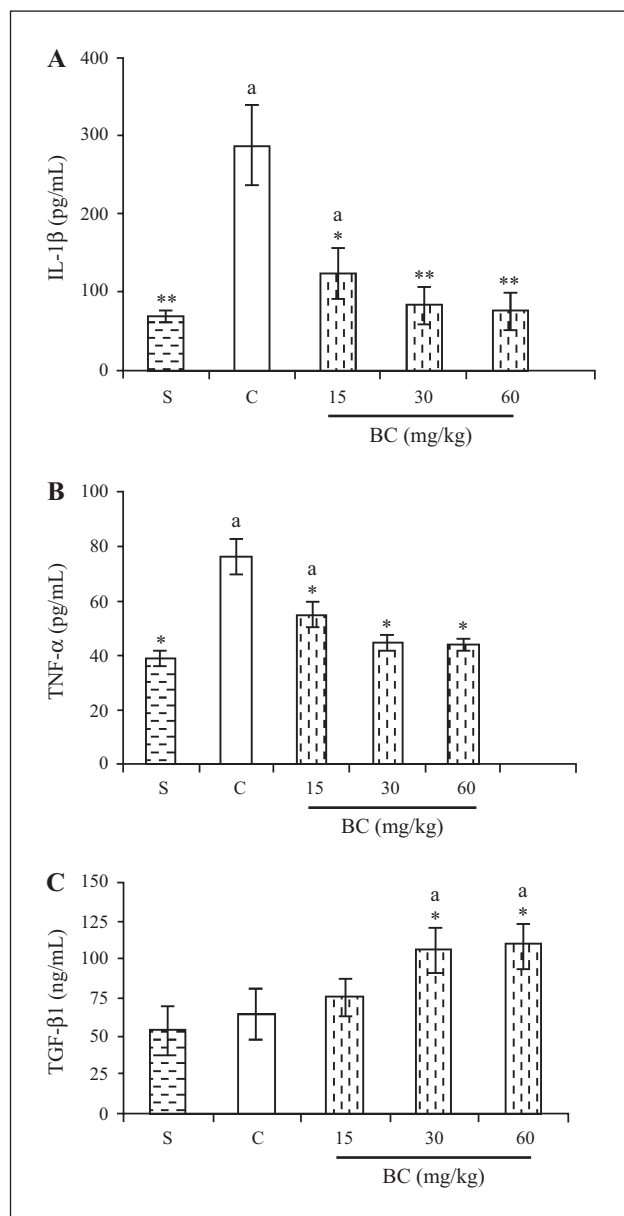 A
400
300
200
100
0
IL-1β (pg/mL)
**
a
a
*
**
**
S C 15 30 60
BC (mg/kg)
B
100
80
60
40
20
0
TNF-α (pg/mL)
*
a
a
*
*
*
S C 15 30 60
BC (mg/kg)
C
150
125
100
75
50
25
0
TGF-β1 (ng/mL)
a
*
a
*
S C 15 30 60
BC (mg/kg)